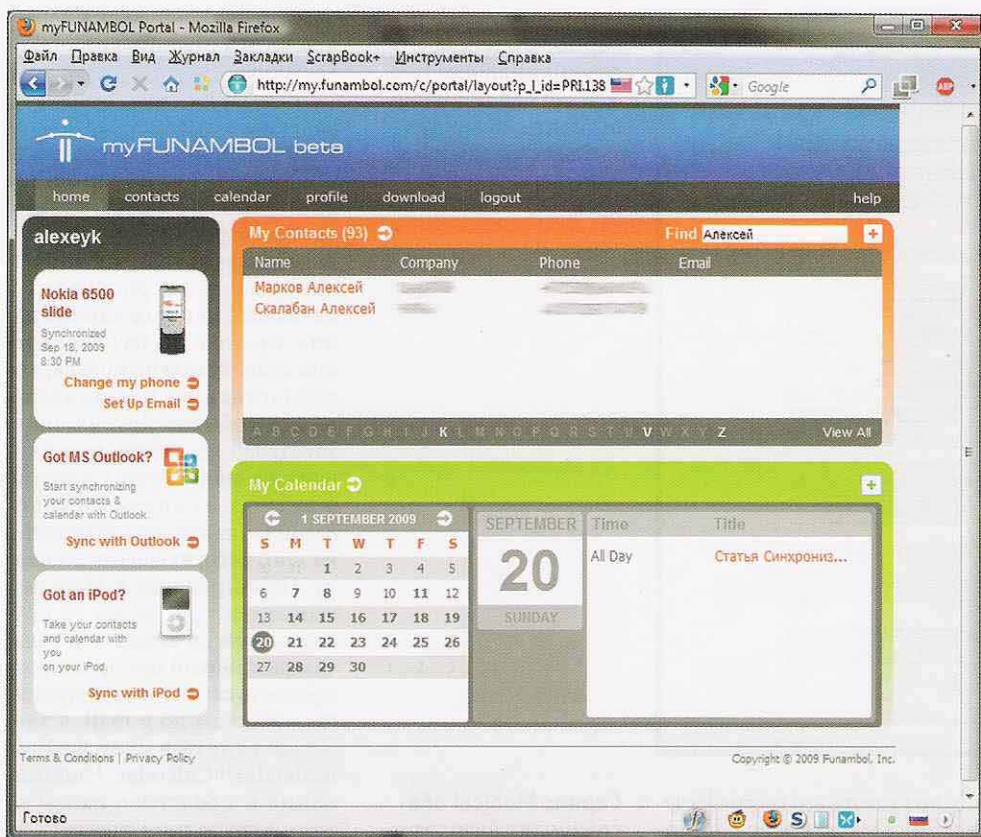 myFUNAMBOL Portal - Mozilla Firefox
Файл Правка Вид Журнал Закладки ScrapBook+ Инструменты Справка
http://my.funambol.com/c/portal/layout?p_l_id=PRI.138 Google ABP
myFUNAMBOL beta
home contacts calendar profile download logout help
alexeyk
Nokia 6500
slide
Synchronized
Sep 18, 2009
8:30 PM
Change my phone
Set Up Email
Got MS Outlook?
Start synchronizing
your contacts &
calendar with Outlook.
Sync with Outlook
Got an iPod?
Take your contacts
and calendar with
you
on your iPod.
Sync with iPod
My Contacts (93) Find Алексей +
Name Company Phone Email
Марков Алексей
Скалабан Алексей
A B C D E F G H I J K L M N O P Q R S T U V W X Y Z View All
My Calendar +
1 SEPTEMBER 2009
S M T W T F S
30 31 1 2 3 4 5
6 7 8 9 10 11 12
13 14 15 16 17 18 19
20 21 22 23 24 25 26
27 28 29 30 1 2 3
SEPTEMBER
20
SUNDAY
Time Title
All Day Статья Синхрониз...
Terms & Conditions | Privacy Policy Copyright © 2009 Funambol, Inc.
Готово